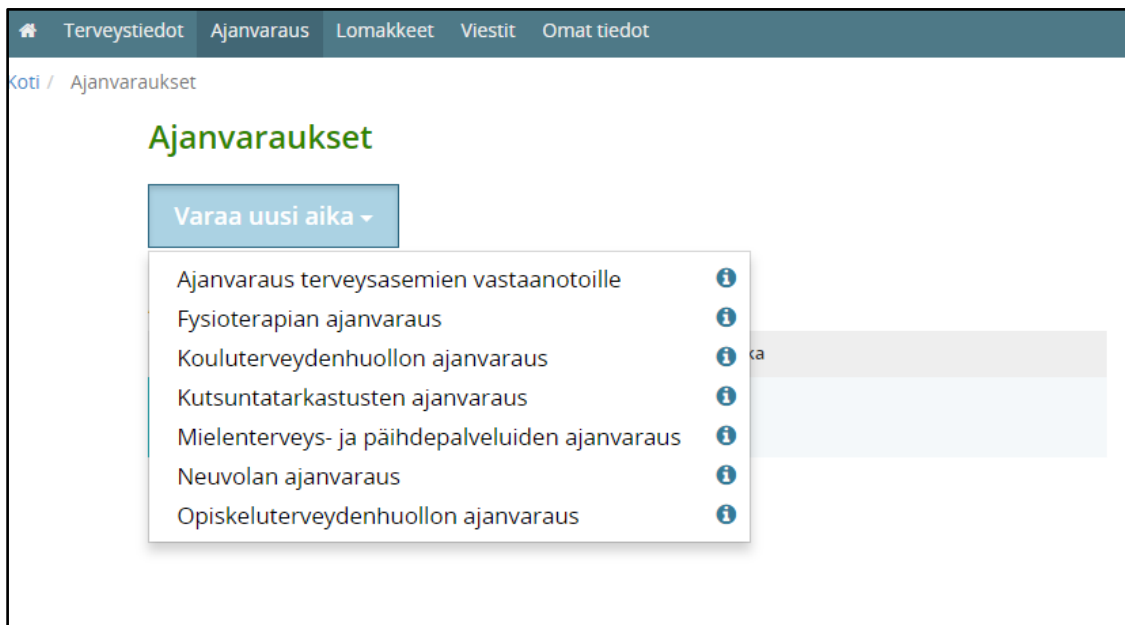 Terveystiedot Ajanvaraus Lomakkeet Viestit Omat tiedot
Koti / Ajanvaraukset
Ajanvaraukset
Varaa uusi aika
Ajanvaraus terveysasemien vastaanotoille
Fysioterapian ajanvaraus
Kouluterveydenhuollon ajanvaraus
Kutsuntatarkastusten ajanvaraus
Mielenterveys- ja päihdepalveluiden ajanvaraus
Neuvolan ajanvaraus
Opiskeluterveydenhuollon ajanvaraus